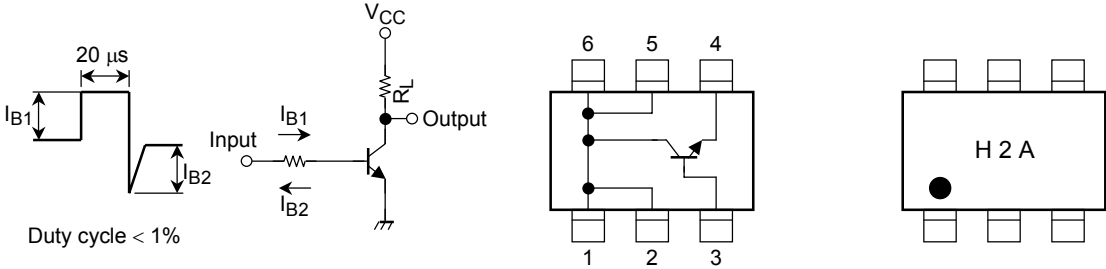 20 μs
I_B1
I_B2
Duty cycle < 1%
V_CC
R_L
Output
Input
I_B1
I_B2
6 5 4
1 2 3
H 2 A